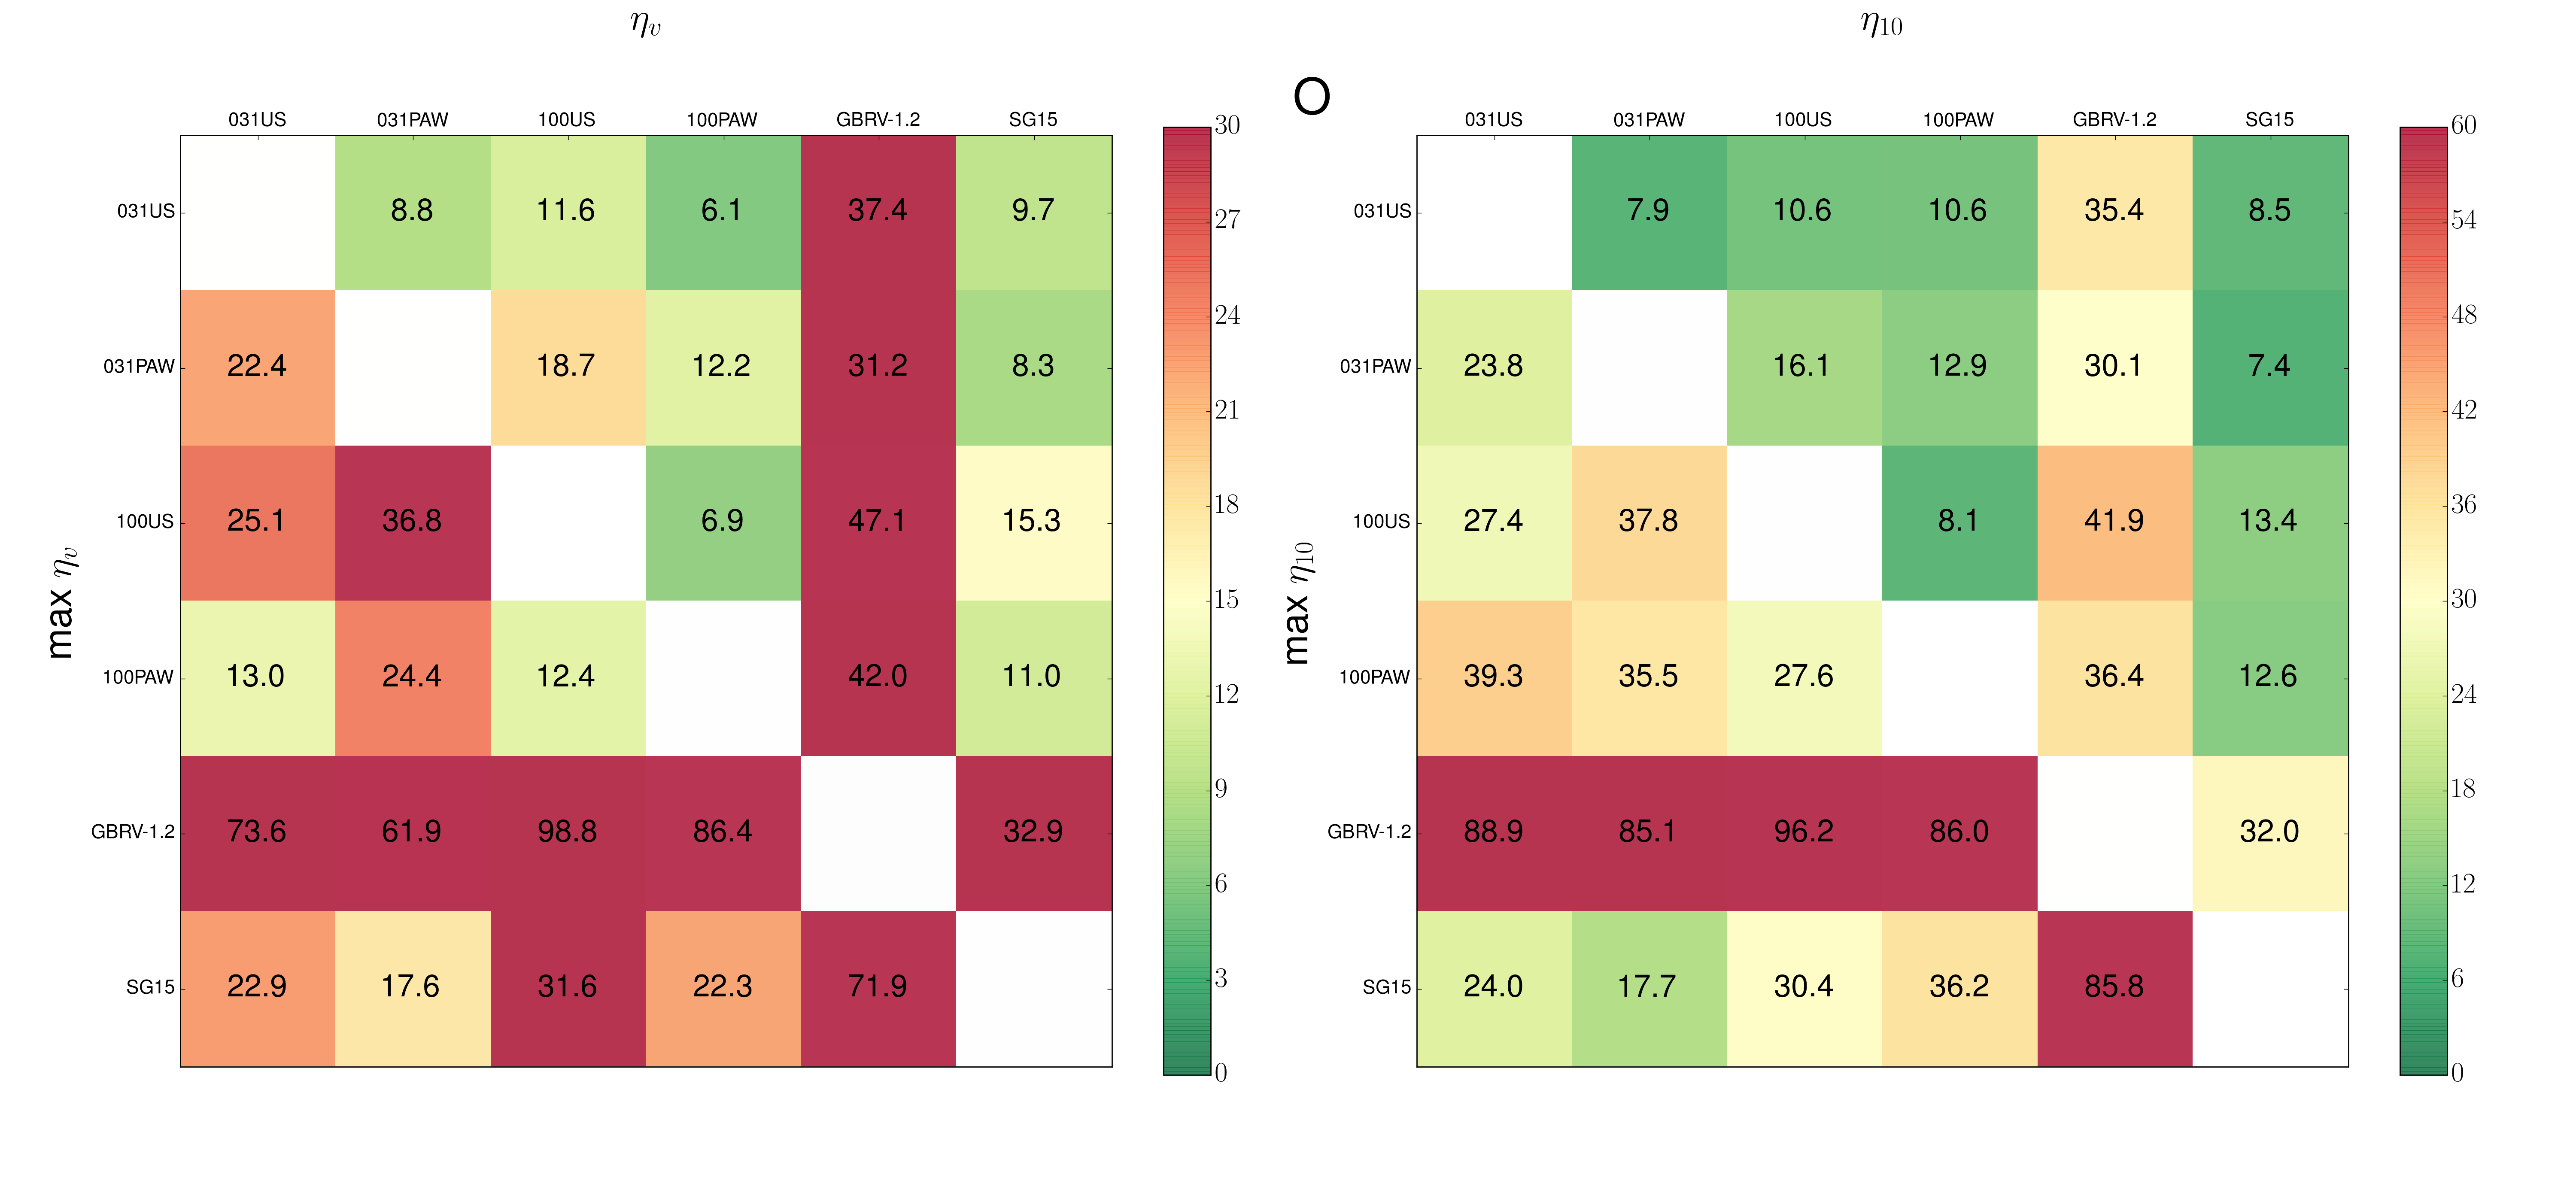 η_v
031US 031PAW 100US 100PAW GBRV-1.2 SG15
031US 8.8 11.6 6.1 37.4 9.7
031PAW 22.4 18.7 12.2 31.2 8.3
100US 25.1 36.8 6.9 47.1 15.3
100PAW 13.0 24.4 12.4 42.0 11.0
GBRV-1.2 73.6 61.9 98.8 86.4 32.9
SG15 22.9 17.6 31.6 22.3 71.9
max η_v
30
27
24
21
18
15
12
9
6
3
0
O
η_10
031US 031PAW 100US 100PAW GBRV-1.2 SG15
031US 7.9 10.6 10.6 35.4 8.5
031PAW 23.8 16.1 12.9 30.1 7.4
100US 27.4 37.8 8.1 41.9 13.4
100PAW 39.3 35.5 27.6 36.4 12.6
GBRV-1.2 88.9 85.1 96.2 86.0 32.0
SG15 24.0 17.7 30.4 36.2 85.8
max η_10
60
54
48
42
36
30
24
18
12
6
0